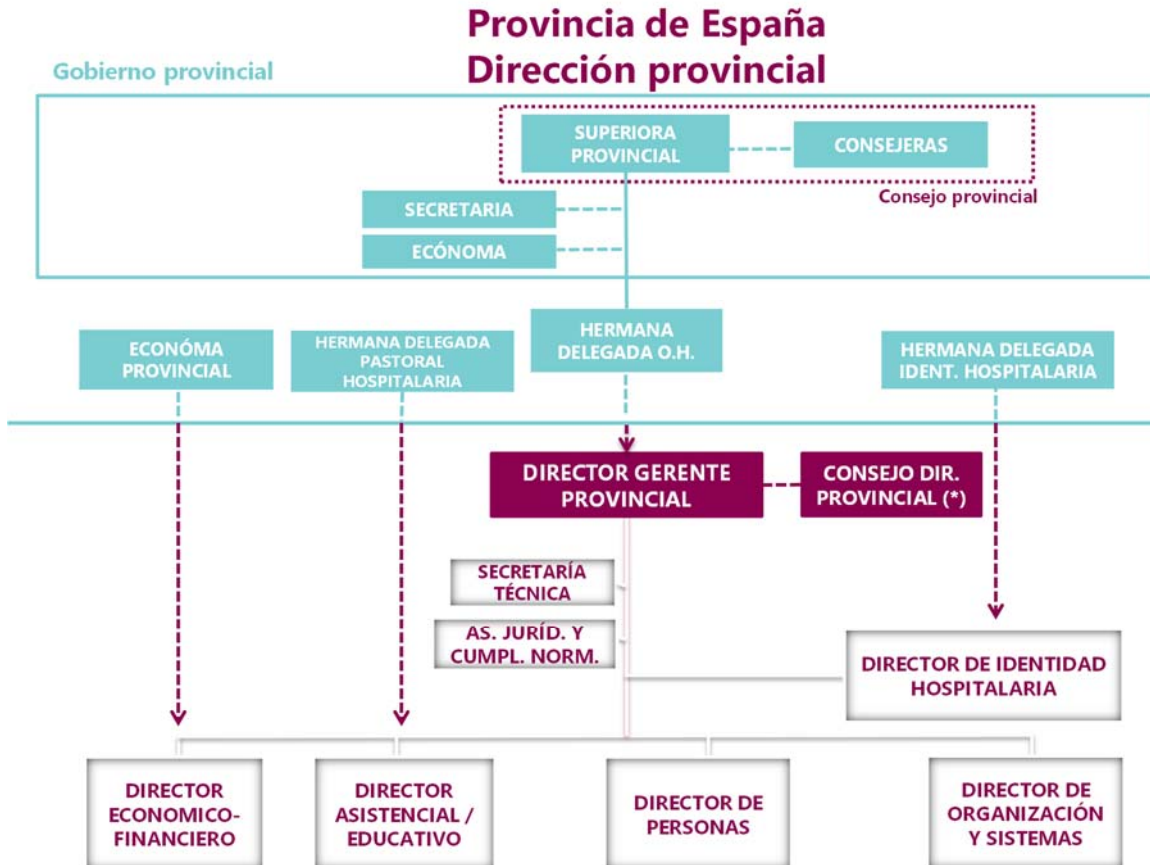 Provincia de España
Dirección provincial
Gobierno provincial
SUPERIORA
PROVINCIAL
CONSEJERAS
Consejo provincial
SECRETARIA
ECÓNOMA
ECONÓMA
PROVINCIAL
HERMANA DELEGADA
PASTORAL
HOSPITALARIA
HERMANA
DELEGADA O.H.
HERMANA DELEGADA
IDENT. HOSPITALARIA
DIRECTOR GERENTE
PROVINCIAL
CONSEJO DIR.
PROVINCIAL (*)
SECRETARÍA
TÉCNICA
AS. JURÍD. Y
CUMPL. NORM.
DIRECTOR DE IDENTIDAD
HOSPITALARIA
DIRECTOR
ECONOMICO-
FINANCIERO
DIRECTOR
ASISTENCIAL /
EDUCATIVO
DIRECTOR DE
PERSONAS
DIRECTOR DE
ORGANIZACIÓN
Y SISTEMAS